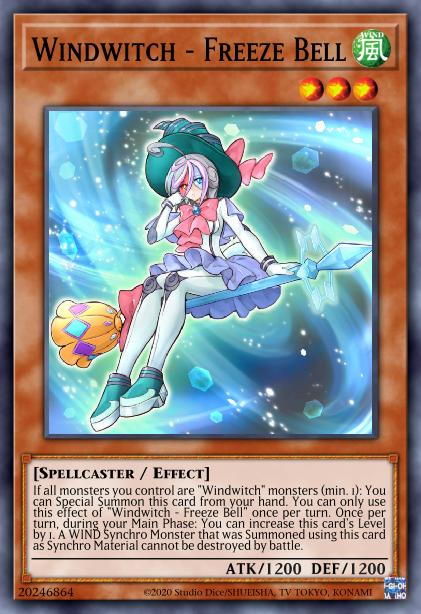 Windwitch - Freeze Bell
WIND
風
[Spellcaster / Effect]
If all monsters you control are "Windwitch" monsters (min. 1): You
can Special Summon this card from your hand. You can only use
this effect of "Windwitch - Freeze Bell" once per turn. Once per
turn, during your Main Phase: You can increase this card's Level
by 1. A WIND Synchro Monster that was Summoned using this card
as Synchro Material cannot be destroyed by battle.
ATK/1200 DEF/1200
20246864
©2020 Studio Dice/SHUEISHA, TV TOKYO, KONAMI